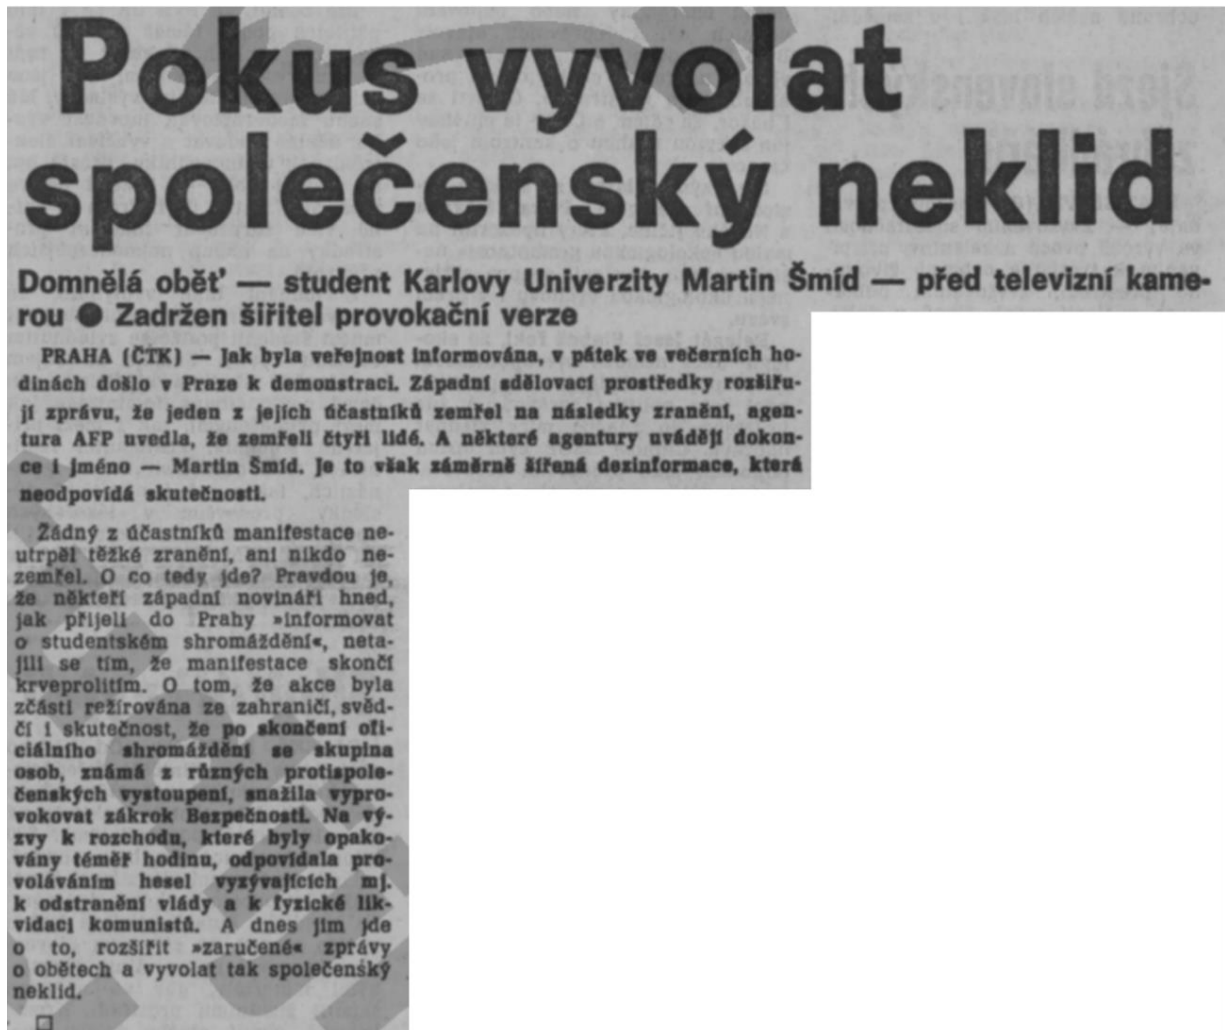 Pokus vyvolat
společenský neklid
Domnělá oběť — student Karlovy Univerzity Martin Šmíd — před televizní kame-
rou ● Zadržen šiřitel provokační verze
PRAHA (ČTK) — Jak byla veřejnost informována, v pátek ve večerních ho-
dinách došlo v Praze k demonstraci. Západní sdělovací prostředky rozšiřu-
jí zprávu, že jeden z jejích účastníků zemřel na následky zranění, agen-
tura AFP uvedla, že zemřeli čtyři lidé. A některé agentury uvádějí dokon-
ce i jméno — Martin Šmíd. Je to však záměrně šířená dezinformace, která
neodpovídá skutečnosti.
Žádný z účastníků manifestace ne-
utrpěl těžké zranění, ani nikdo ne-
zemřel. O co tedy jde? Pravdou je,
že někteří západní novináři hned,
jak přijeli do Prahy »informovat
o studentském shromáždění«, neta-
jili se tím, že manifestace skončí
krveprolitím. O tom, že akce byla
zčásti režírována ze zahraničí, svěd-
čí i skutečnost, že po skončení ofi-
ciálního shromáždění se skupina
osob, známá z různých protispole-
čenských vystoupení, snažila vypro-
vokovat zákrok Bezpečnosti. Na vý-
zvy k rozchodu, které byly opako-
vány téměř hodinu, odpovídala pro-
voláváním hesel vyzývajících mj.
k odstranění vlády a k fyzické lik-
vidaci komunistů. A dnes jim jde
o to, rozšířit »zaručené« zprávy
o obětech a vyvolat tak společenský
neklid.